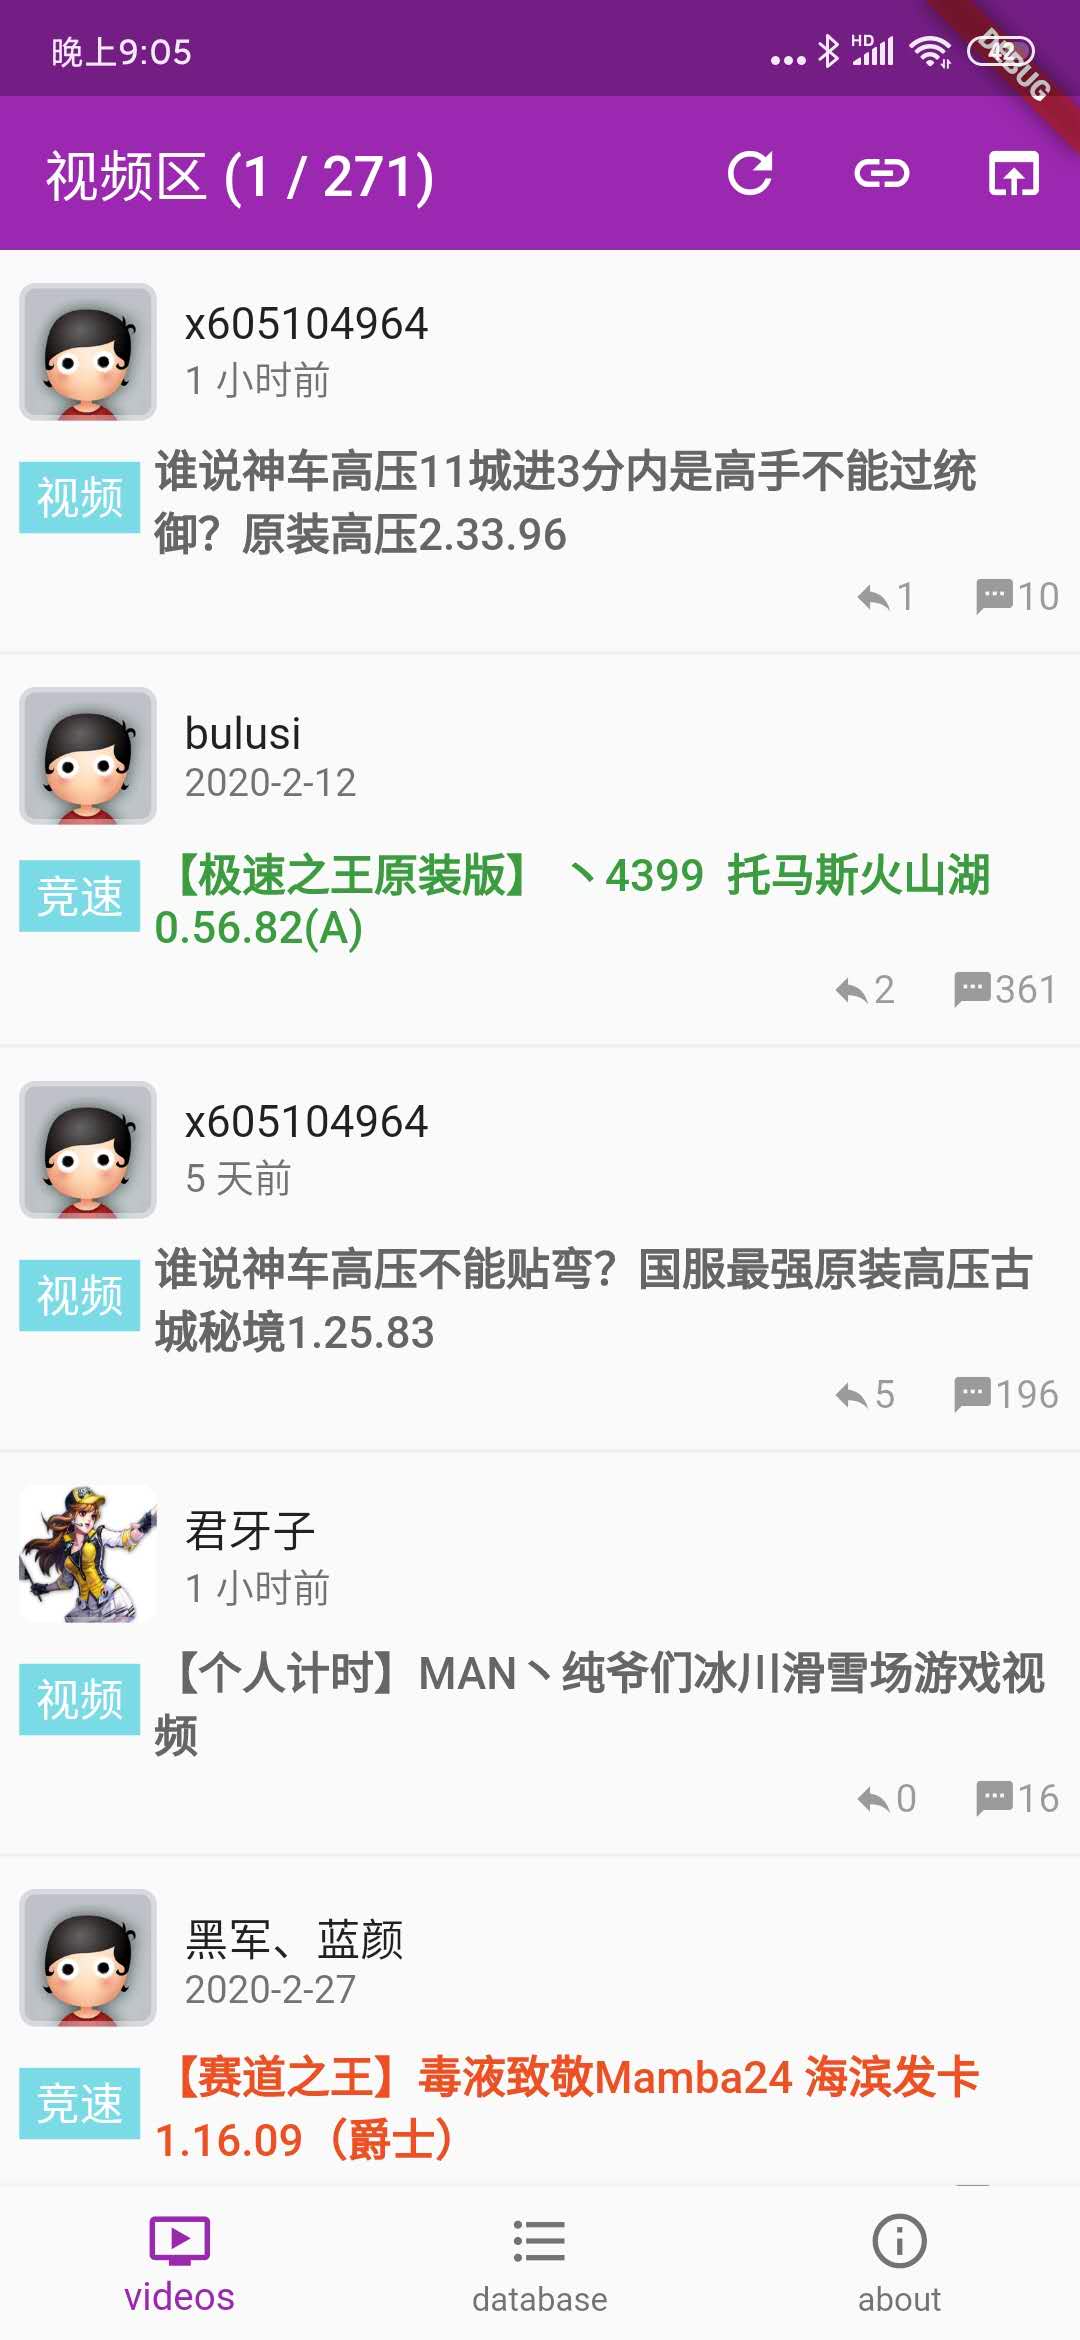 晚上9:05
HD
42
DEBUG
视频区 (1 / 271)
x605104964
1 小时前
视频
谁说神车高压11城进3分内是高手不能过统
御？原装高压2.33.96
1
10
bulusi
2020-2-12
竞速
【极速之王原装版】 丶4399 托马斯火山湖
0.56.82(A)
2
361
x605104964
5 天前
视频
谁说神车高压不能贴弯？国服最强原装高压古
城秘境1.25.83
5
196
君牙子
1 小时前
视频
【个人计时】MAN丶纯爷们冰川滑雪场游戏视
频
0
16
黑军、蓝颜
2020-2-27
竞速
【赛道之王】毒液致敬Mamba24 海滨发卡
1.16.09（爵士）
videos
database
about